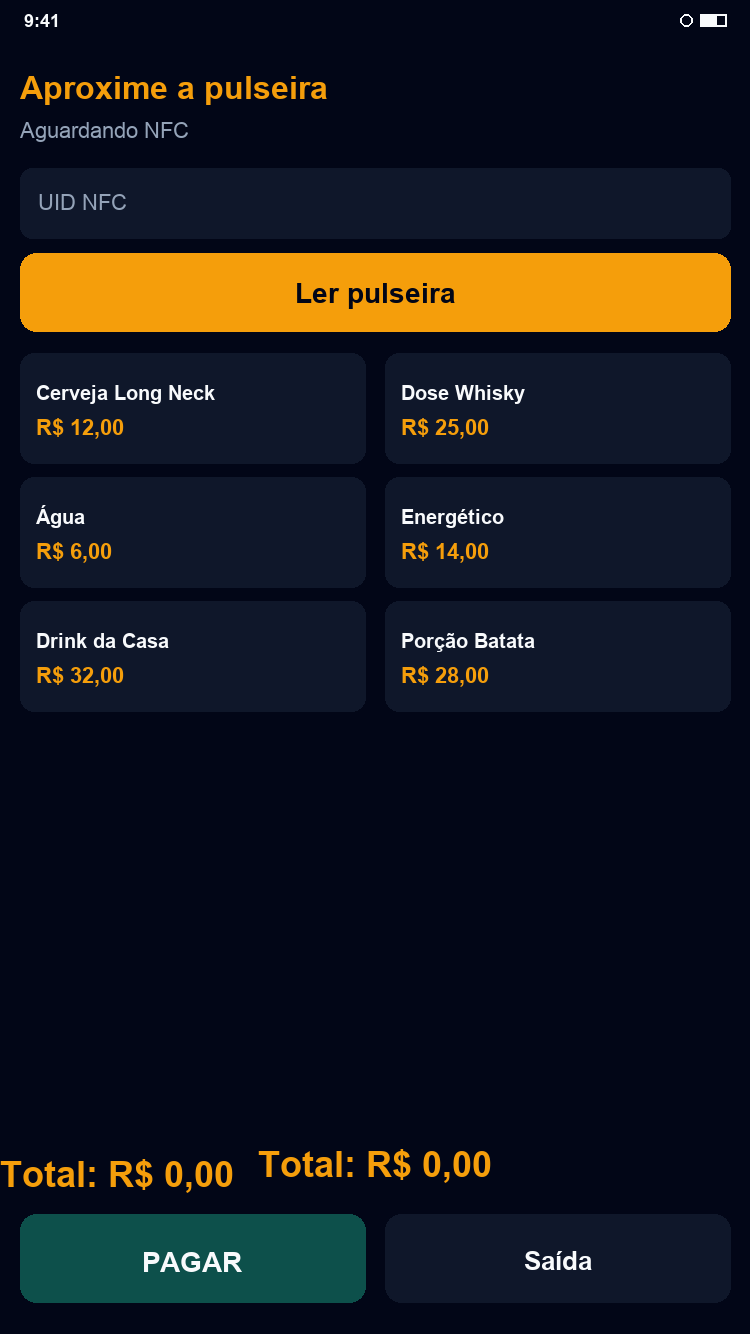 9:41
Aproxime a pulseira
Aguardando NFC
UID NFC
Ler pulseira
Cerveja Long Neck
R$ 12,00
Dose Whisky
R$ 25,00
Água
R$ 6,00
Energético
R$ 14,00
Drink da Casa
R$ 32,00
Porção Batata
R$ 28,00
Total: R$ 0,00
Total: R$ 0,00
PAGAR
Saída